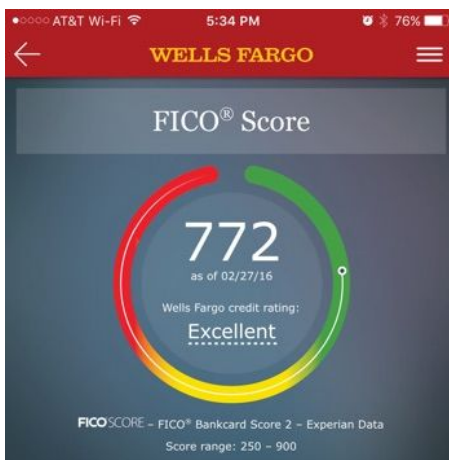 AT&T Wi-Fi 5:34 PM 76%
WELLS FARGO
FICO® Score
772
as of 02/27/16
Wells Fargo credit rating:
Excellent
FICO SCORE – FICO® Bankcard Score 2 – Experian Data
Score range: 250 – 900